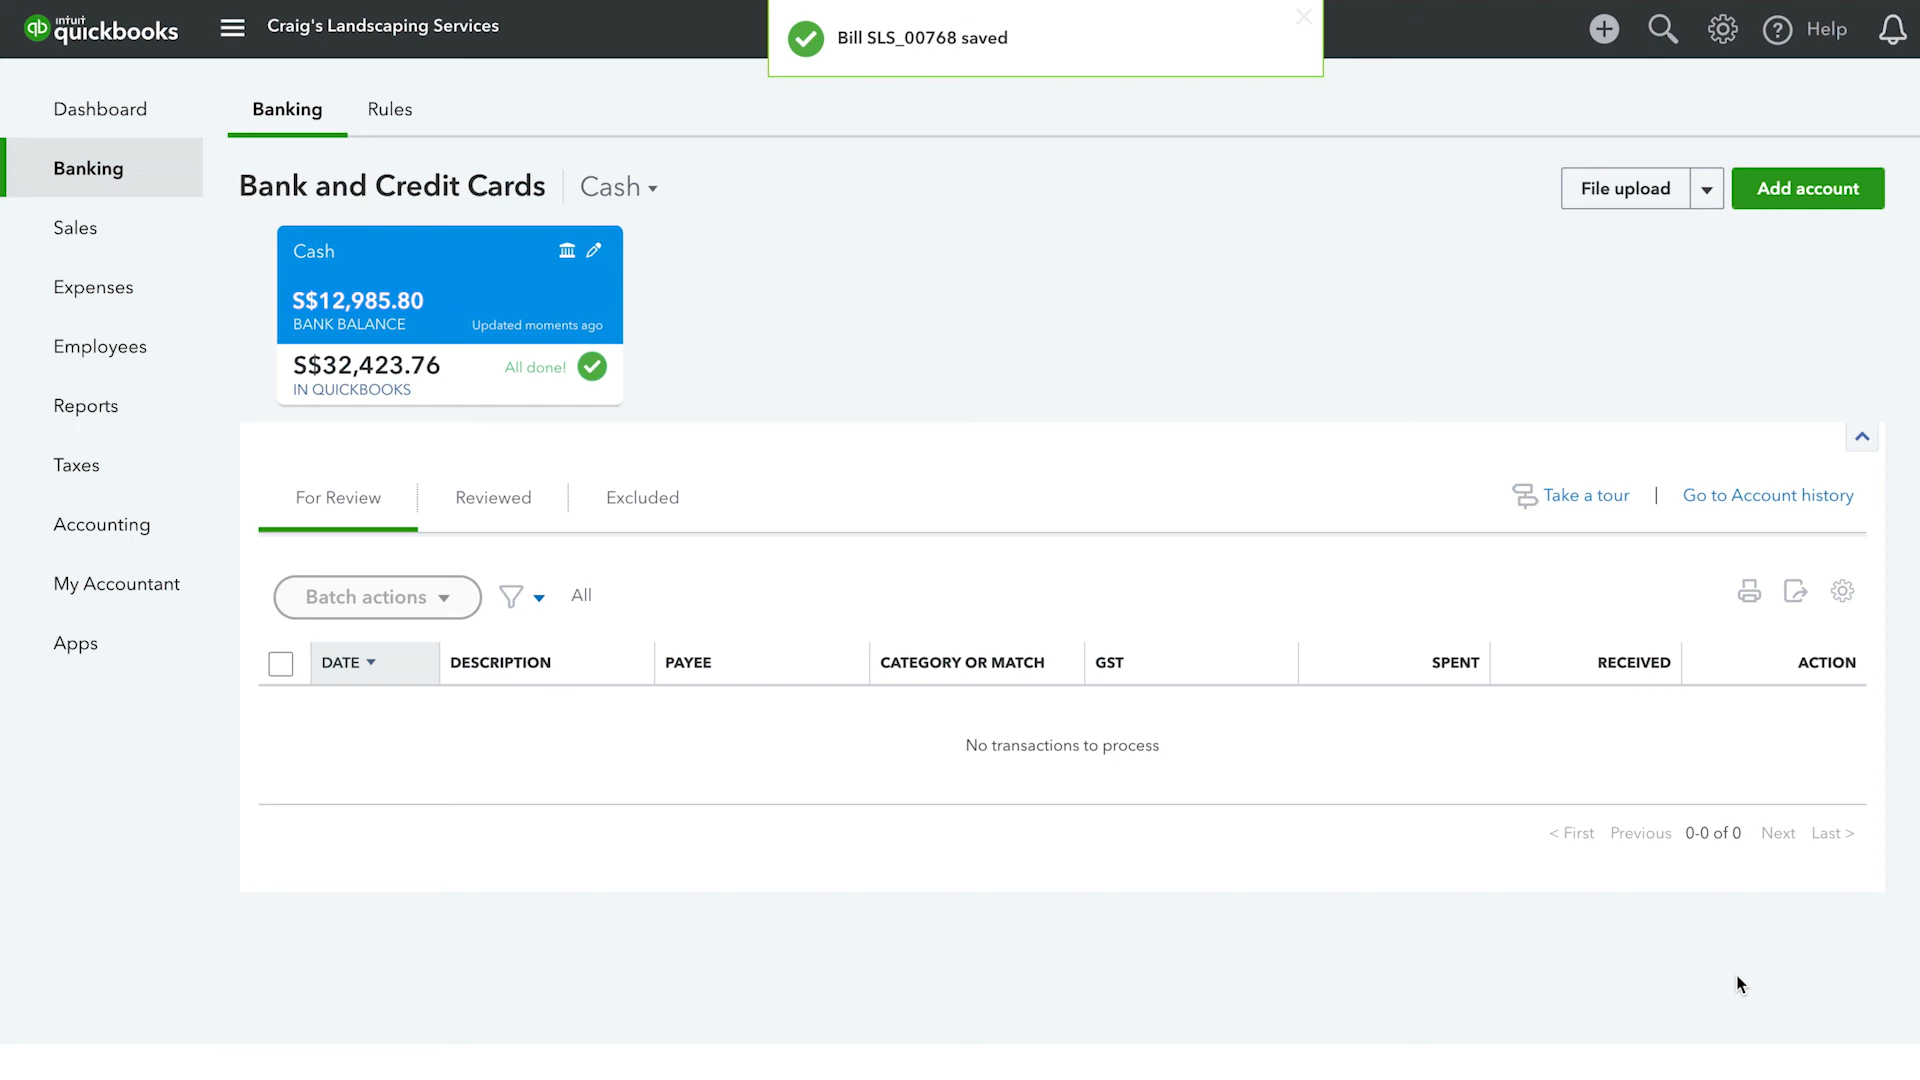 intuit
quickbooks
Craig's Landscaping Services
Bill SLS_00768 saved
Help
Dashboard
Banking
Sales
Expenses
Employees
Reports
Taxes
Accounting
My Accountant
Apps
Banking
Rules
Bank and Credit Cards
Cash
File upload
Add account
Cash
S$12,985.80
BANK BALANCE
Updated moments ago
S$32,423.76
All done!
IN QUICKBOOKS
For Review
Reviewed
Excluded
Take a tour | Go to Account history
Batch actions
All
DATE
DESCRIPTION
PAYEE
CATEGORY OR MATCH
GST
SPENT
RECEIVED
ACTION
No transactions to process
< First Previous 0-0 of 0 Next Last >